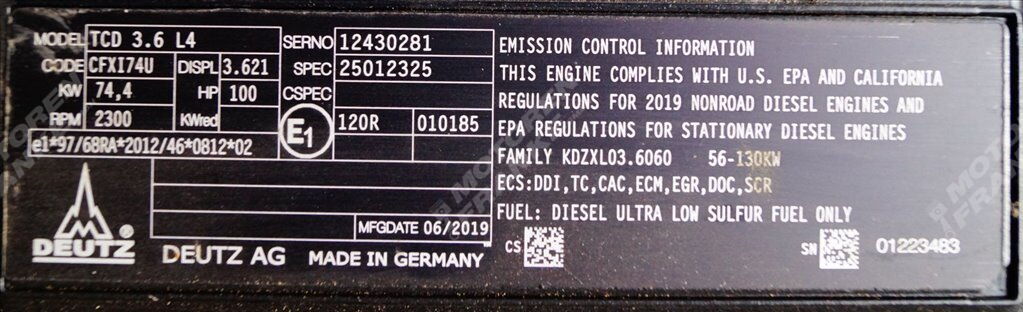 MODEL TCD 3.6 L4 SERNO 12430281
CODE CFXI74U DISPL 3.621 SPEC 25012325
KW 74,4 HP 100 CSPEC
RPM 2300 KWred E1 120R 010185
e1*97/68RA*2012/46*0812*02
MFGDATE 06/2019
DEUTZ DEUTZ AG MADE IN GERMANY
EMISSION CONTROL INFORMATION
THIS ENGINE COMPLIES WITH U.S. EPA AND CALIFORNIA
REGULATIONS FOR 2019 NONROAD DIESEL ENGINES AND
EPA REGULATIONS FOR STATIONARY DIESEL ENGINES
FAMILY KDZXL03.6060 56-130KW
ECS:DDI,TC,CAC,ECM,EGR,DOC,SCR
FUEL: DIESEL ULTRA LOW SULFUR FUEL ONLY
CS SN 01223483